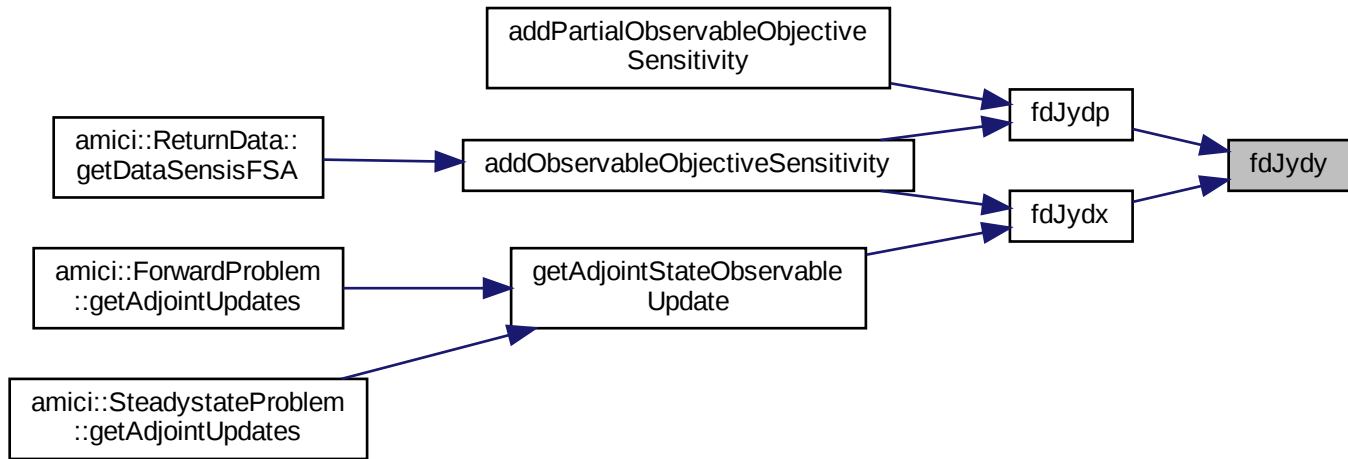 addPartialObservableObjective
Sensitivity
fdJydp
amici::ReturnData::
getDataSensisFSA
addObservableObjectiveSensitivity
fdJydy
fdJydx
amici::ForwardProblem
::getAdjointUpdates
getAdjointStateObservable
Update
amici::SteadystateProblem
::getAdjointUpdates